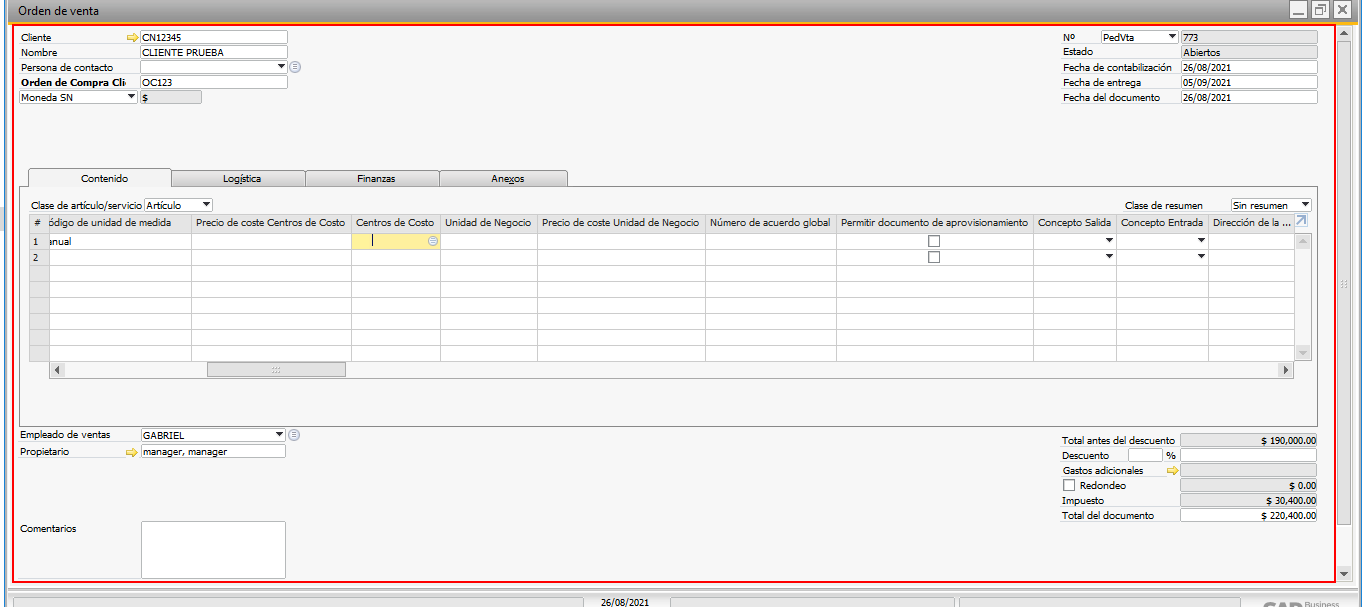 Orden de venta
Cliente CN12345
Nombre CLIENTE PRUEBA
Persona de contacto
Orden de Compra Cli OC123
Moneda SN $
Nº PedVta 773
Estado Abiertos
Fecha de contabilización 26/08/2021
Fecha de entrega 05/09/2021
Fecha del documento 26/08/2021
Contenido Logística Finanzas Anexos
Clase de artículo/servicio Artículo
Clase de resumen Sin resumen
# ódigo de unidad de medida Precio de coste Centros de Costo Centros de Costo Unidad de Negocio Precio de coste Unidad de Negocio Número de acuerdo global Permitir documento de aprovisionamiento Concepto Salida Concepto Entrada Dirección de la ...
1 anual
2
Empleado de ventas GABRIEL
Propietario manager, manager
Comentarios
Total antes del descuento $ 190,000.00
Descuento %
Gastos adicionales
Redondeo $ 0.00
Impuesto $ 30,400.00
Total del documento $ 220,400.00
26/08/2021
SAP Business